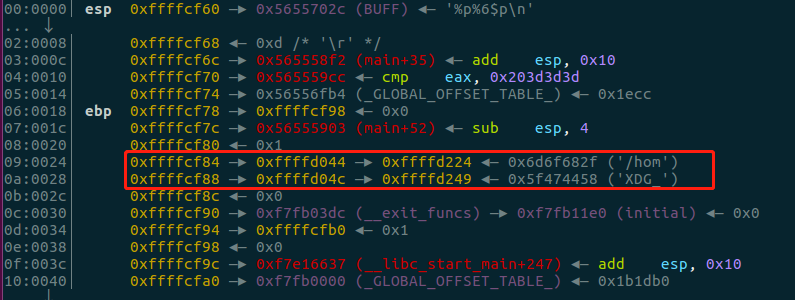 00:0000│ esp 0xffffcf60 —▸ 0x5655702c (BUFF) ◂— '%p%6$p\n'
... ↓
02:0008│ 0xffffcf68 ◂— 0xd /* '\r' */
03:000c│ 0xffffcf6c —▸ 0x565558f2 (main+35) ◂— add esp, 0x10
04:0010│ 0xffffcf70 —▸ 0x565559cc ◂— cmp eax, 0x203d3d3d
05:0014│ 0xffffcf74 —▸ 0x56556fb4 (_GLOBAL_OFFSET_TABLE_) ◂— 0x1ecc
06:0018│ ebp 0xffffcf78 —▸ 0xffffcf98 ◂— 0x0
07:001c│ 0xffffcf7c —▸ 0x56555903 (main+52) ◂— sub esp, 4
08:0020│ 0xffffcf80 ◂— 0x1
09:0024│ 0xffffcf84 —▸ 0xffffd044 —▸ 0xffffd224 ◂— 0x6d6f682f ('/hom')
0a:0028│ 0xffffcf88 —▸ 0xffffd04c —▸ 0xffffd249 ◂— 0x5f474458 ('XDG_')
0b:002c│ 0xffffcf8c ◂— 0x0
0c:0030│ 0xffffcf90 —▸ 0xf7fb03dc (__exit_funcs) —▸ 0xf7fb11e0 (initial) ◂— 0x0
0d:0034│ 0xffffcf94 —▸ 0xffffcfb0 ◂— 0x1
0e:0038│ 0xffffcf98 ◂— 0x0
0f:003c│ 0xffffcf9c —▸ 0xf7e16637 (__libc_start_main+247) ◂— add esp, 0x10
10:0040│ 0xffffcfa0 —▸ 0xf7fb0000 (_GLOBAL_OFFSET_TABLE_) ◂— 0x1b1db0